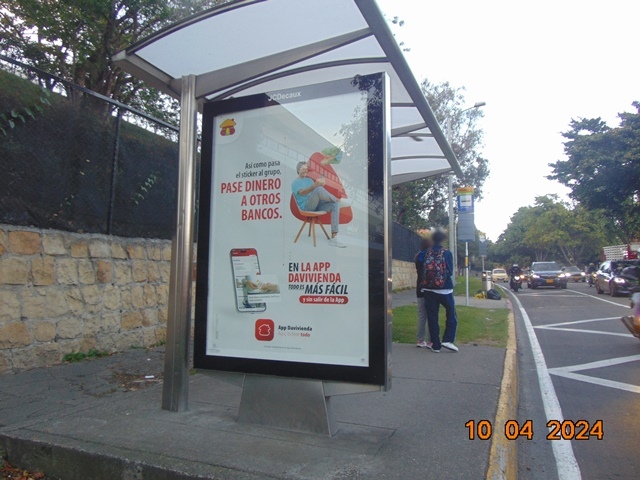 JCDecaux
Así como pasa
el sticker al grupo,
PASE DINERO
A OTROS
BANCOS.
EN LA APP
DAVIVIENDA
TODO ES MÁS FÁCIL
y sin salir de la App
App Davivienda
10 04 2024